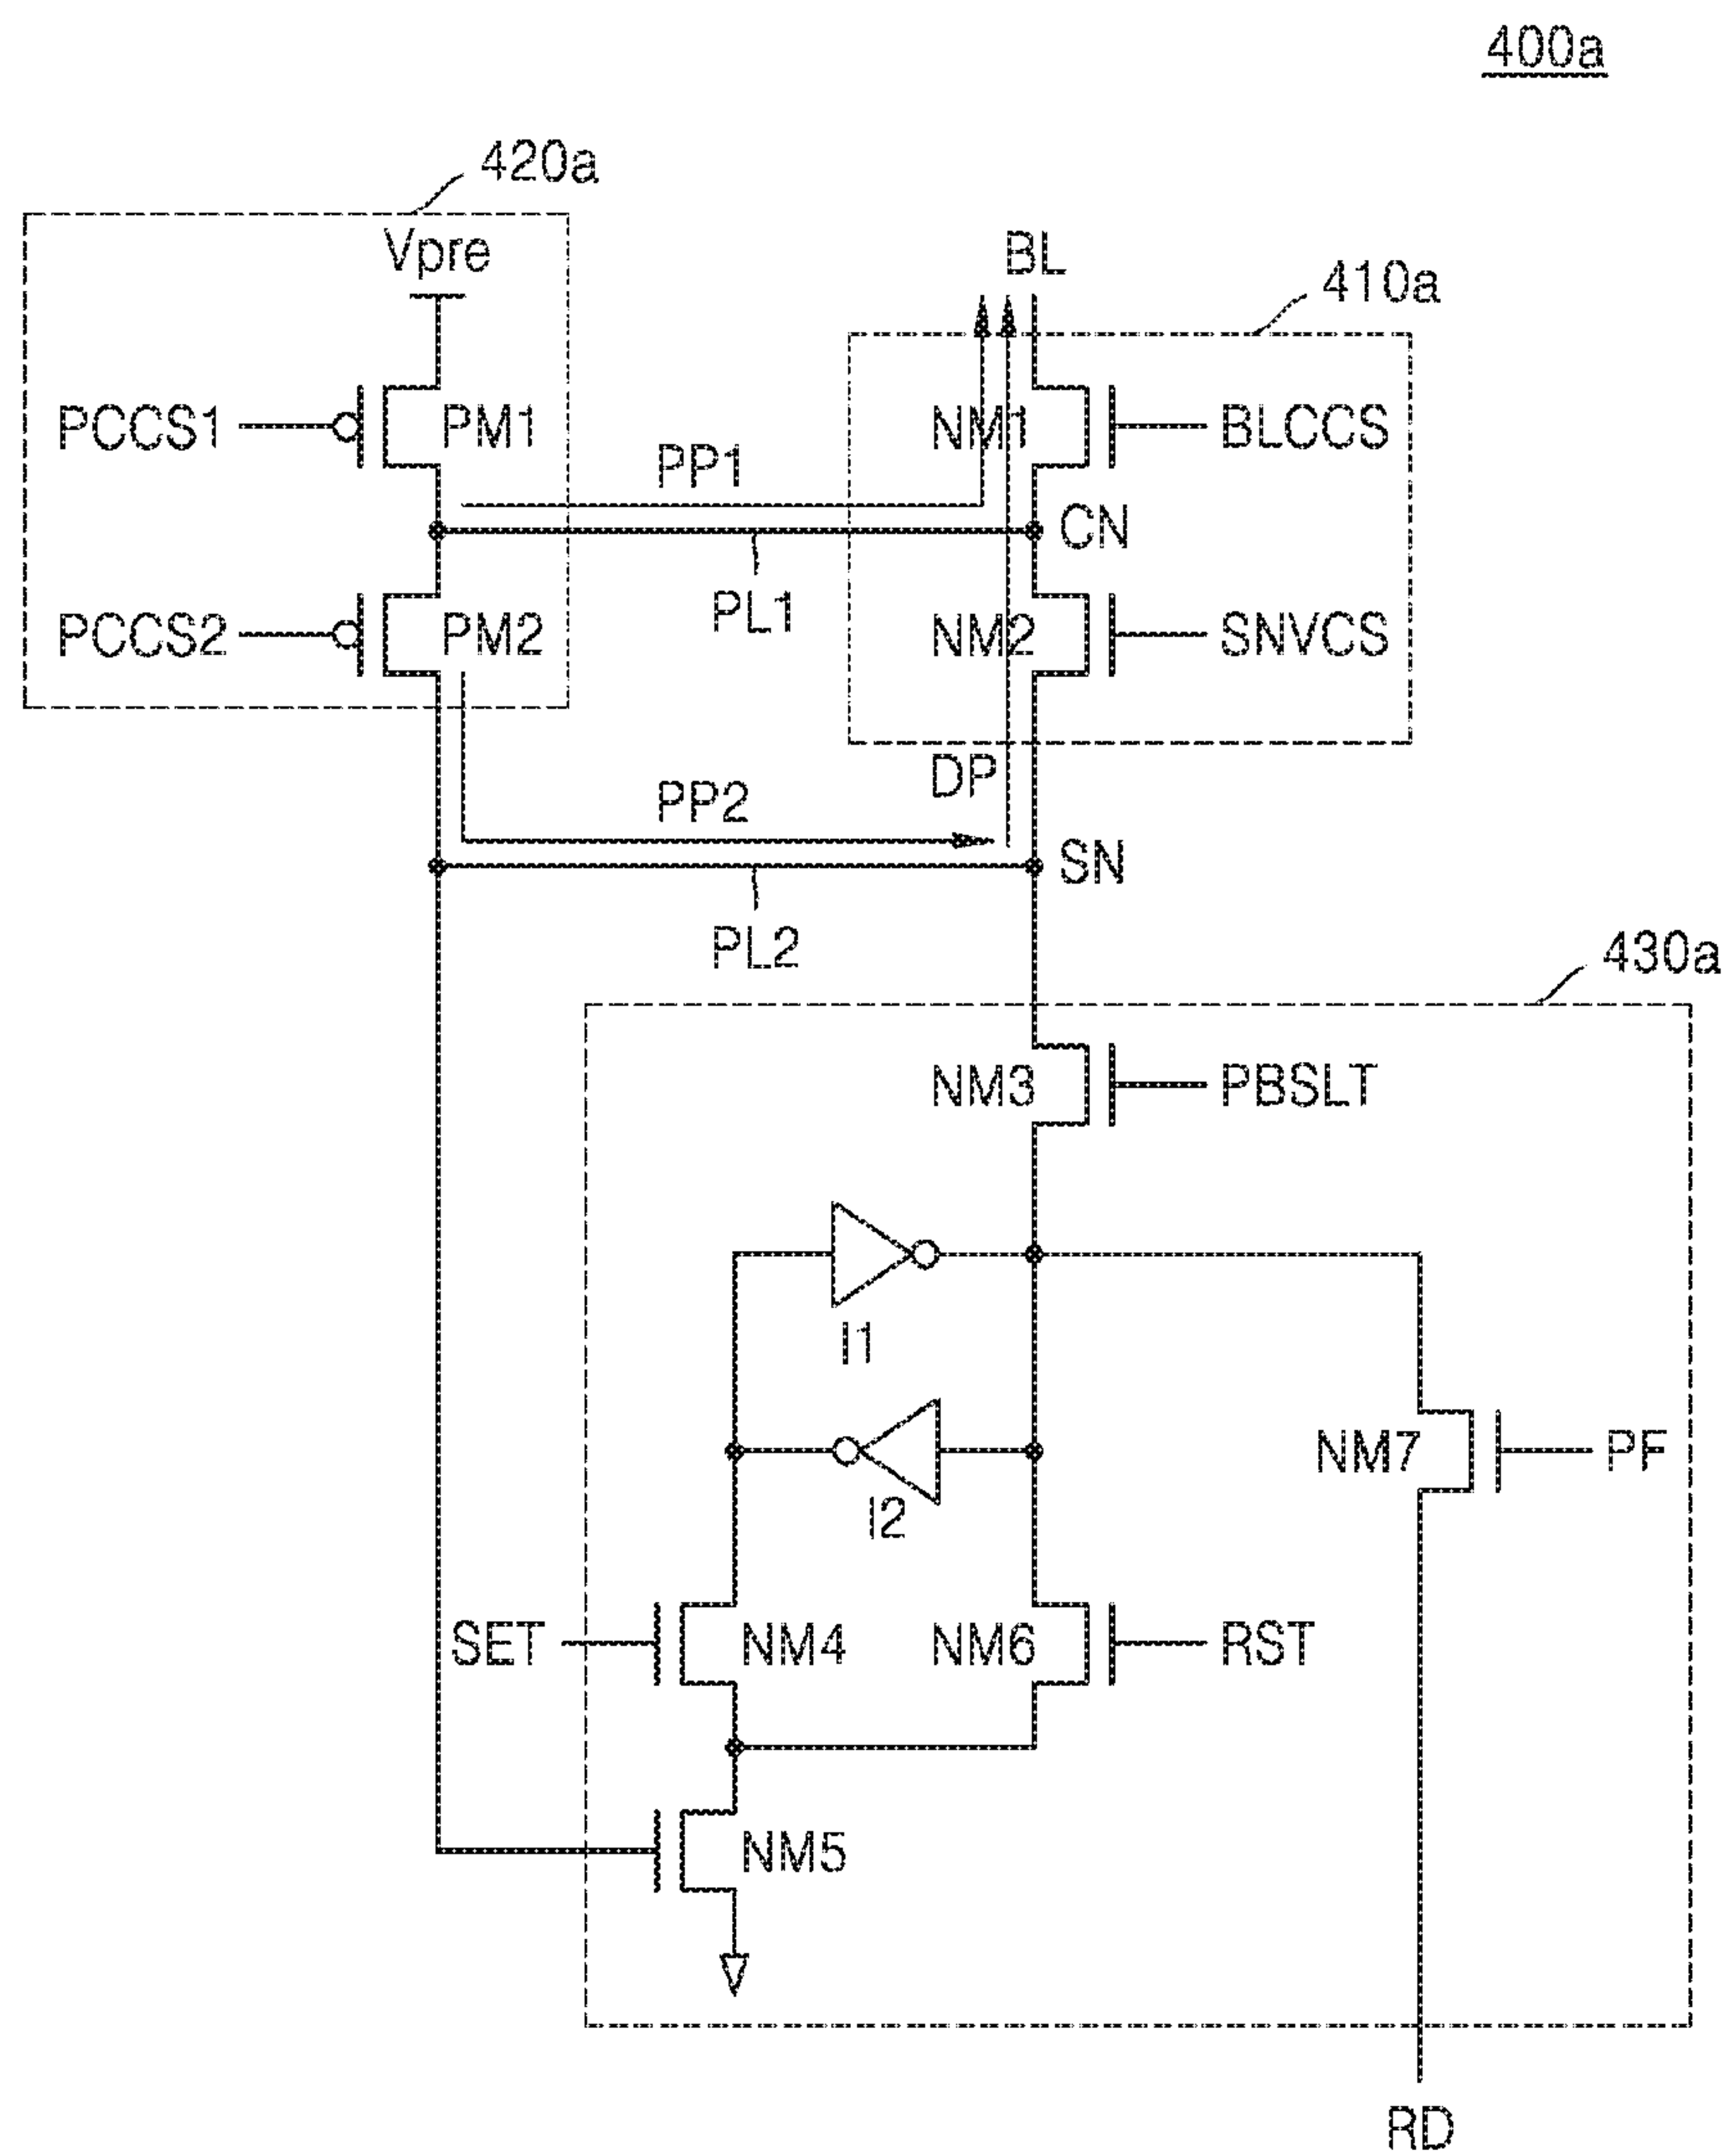 400a
420a
Vpre
BL
410a
PCCS1
PM1
NM1
BLCCS
PP1
CN
PL1
PCCS2
PM2
NM2
SNVCS
DP
PP2
SN
PL2
430a
NM3
PBSLT
I1
NM7
PF
I2
SET
NM4
NM6
RST
NM5
RD